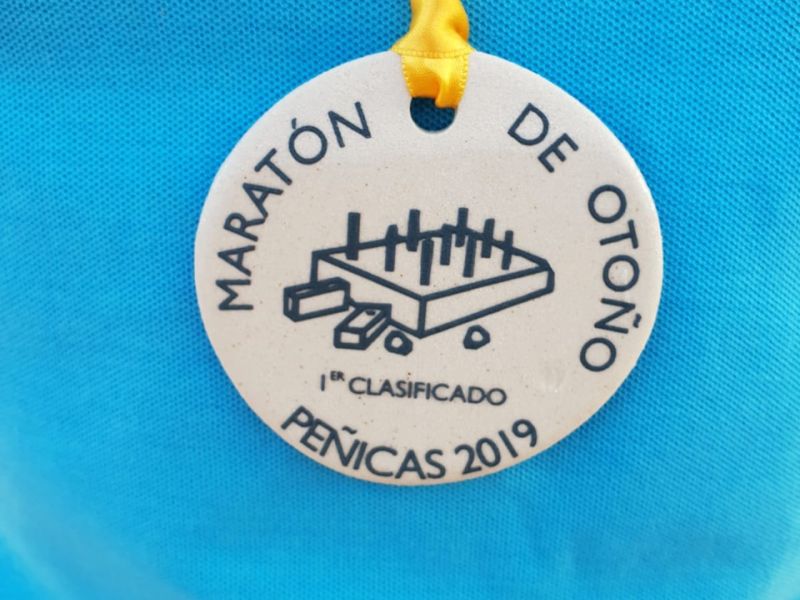 MARATÓN DE OTOÑO
1ER CLASIFICADO
PEÑICAS 2019